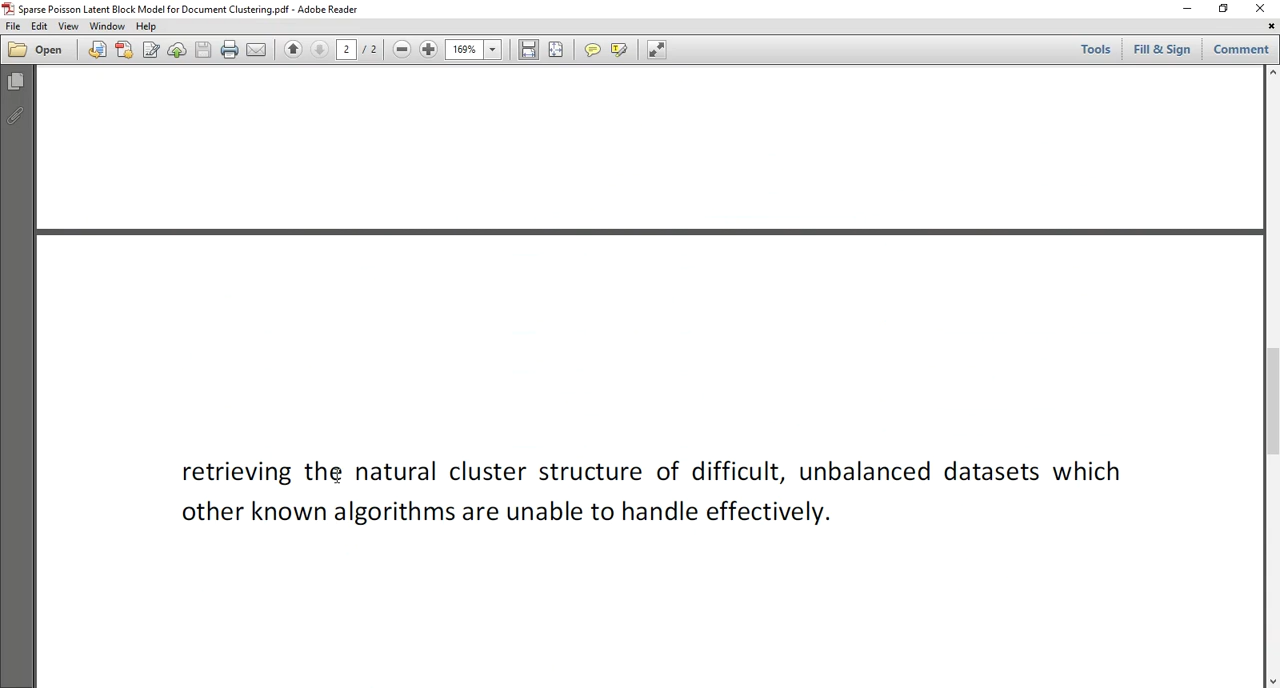 Sparse Poisson Latent Block Model for Document Clustering.pdf - Adobe Reader
File Edit View Window Help
Open 2 / 2 169% Tools Fill & Sign Comment
retrieving the natural cluster structure of difficult, unbalanced datasets which
other known algorithms are unable to handle effectively.